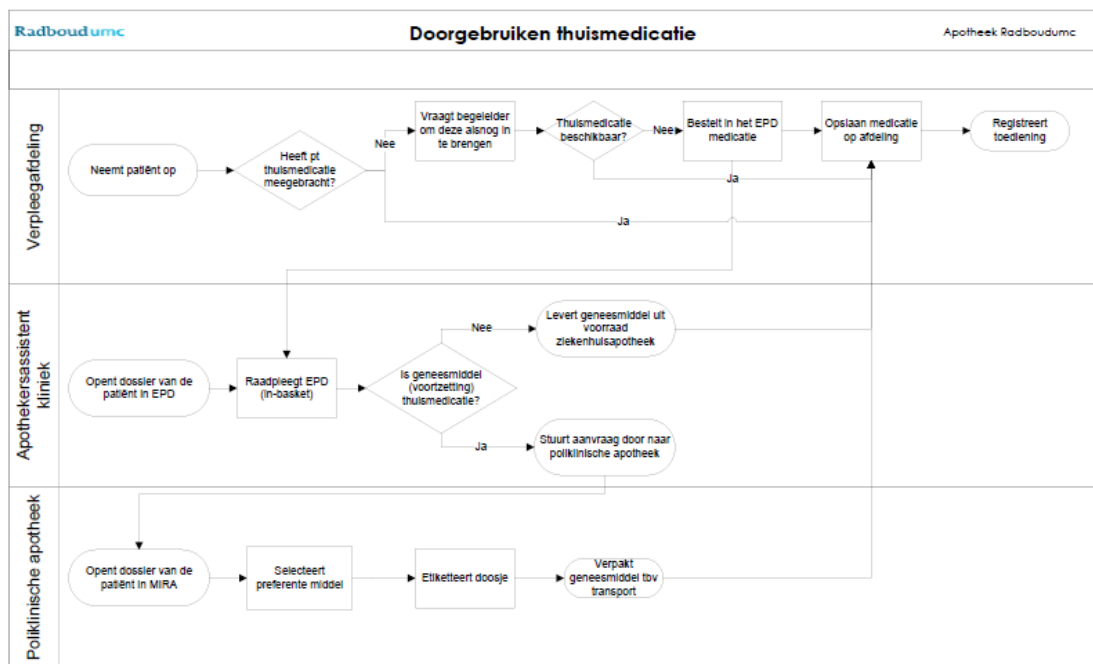 Radboudumc
Doorgebruiken thuismedicatie
Apotheek Radboudumc
Verpleegafdeling
Neemt patiënt op
Heeft pt
thuismedicatie
meegebracht?
Nee
Vraagt begeleider
om deze alsnog in
te brengen
Thuismedicatie
beschikbaar?
Nee
Bestelt in het EPD
medicatie
Opslaan medicatie
op afdeling
Registreert
toediening
Ja
Ja
Apothekersassistent
kliniek
Opent dossier van de
patiënt in EPD
Raadpleegt EPD
(in-basket)
Is geneesmiddel
(voortzetting)
thuismedicatie?
Nee
Levert geneesmiddel uit
voorraad
ziekenhuisapotheek
Ja
Stuurt aanvraag door naar
poliklinische apotheek
Poliklinische apotheek
Opent dossier van de
patiënt in MIRA
Selecteert
preferente middel
Etiketteert doosje
Verpakt
geneesmiddel tbv
transport